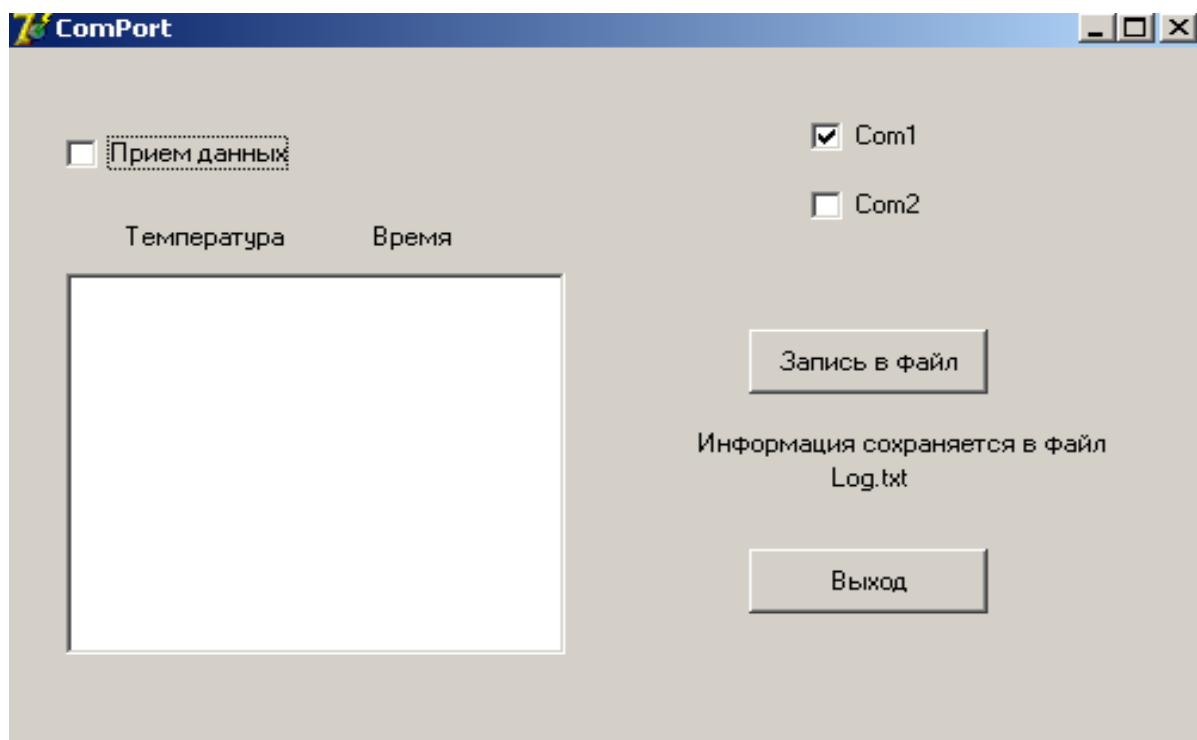 ComPort
Прием данных
Com1
Com2
Температура Время
Запись в файл
Информация сохраняется в файл
Log.txt
Выход